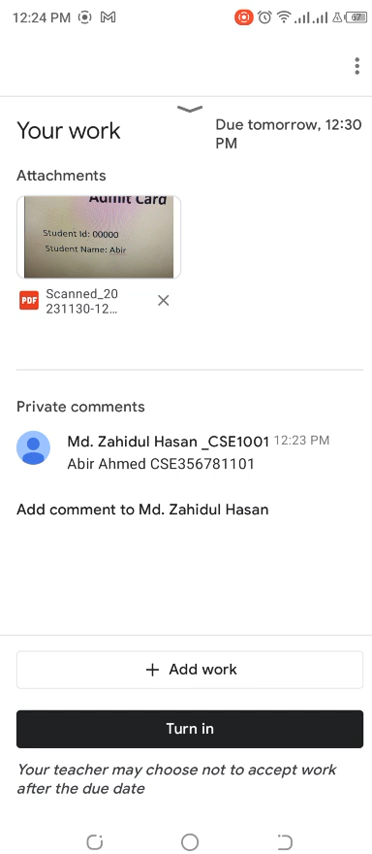 12:24 PM
67
Your work
Due tomorrow, 12:30
PM
Attachments
Admit Card
Student Id: 00000
Student Name: Abir
PDF
Scanned_20
231130-12...
Private comments
Md. Zahidul Hasan _CSE1001 12:23 PM
Abir Ahmed CSE356781101
Add comment to Md. Zahidul Hasan
+ Add work
Turn in
Your teacher may choose not to accept work
after the due date